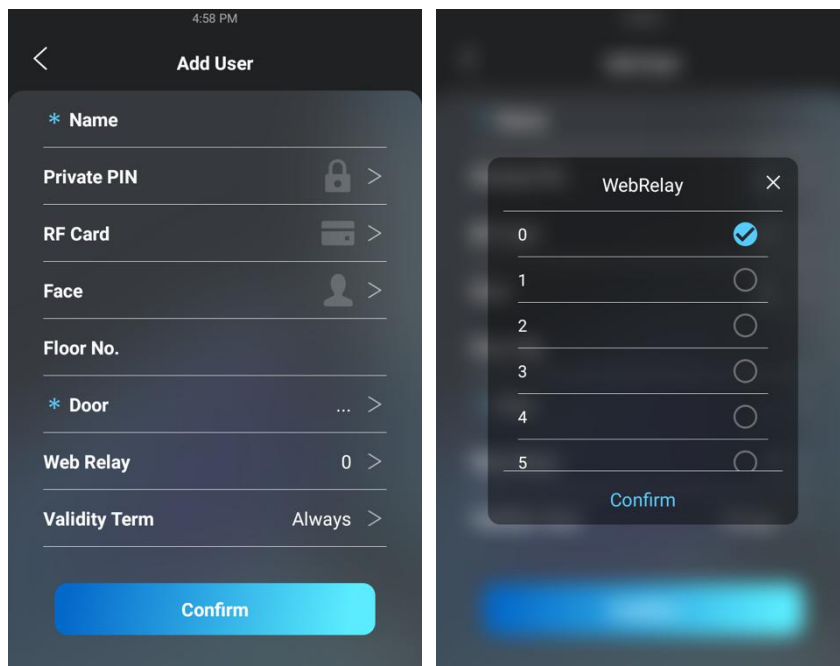 4:58 PM
Add User
* Name
Private PIN
RF Card
Face
Floor No.
* Door ...
Web Relay 0
Validity Term Always
Confirm
WebRelay
0
1
2
3
4
5
Confirm